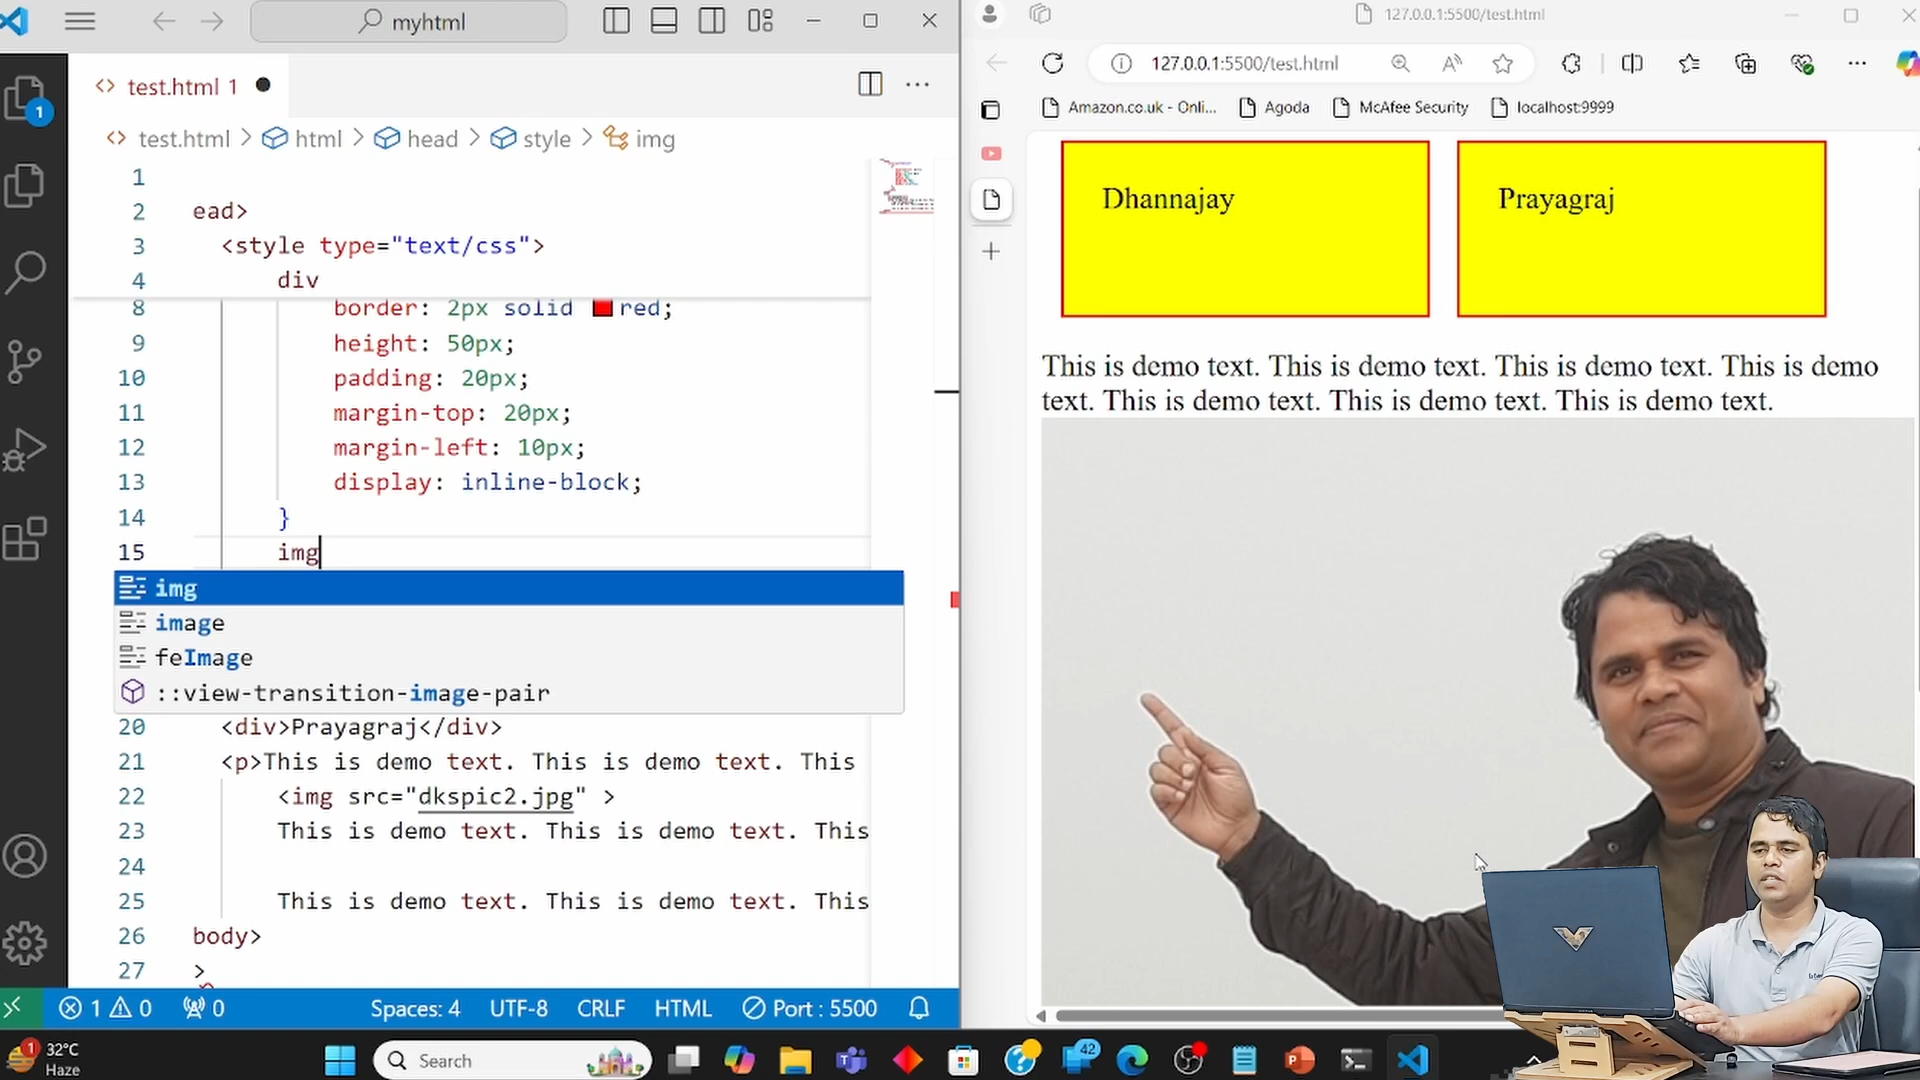 myhtml
test.html 1
test.html > html > head > style > img
1
2 ead>
3 <style type="text/css">
4 div
8 border: 2px solid red;
9 height: 50px;
10 padding: 20px;
11 margin-top: 20px;
12 margin-left: 10px;
13 display: inline-block;
14 }
15 img
img
image
feImage
::view-transition-image-pair
20 <div>Prayagraj</div>
21 <p>This is demo text. This is demo text. This
22 <img src="dkspic2.jpg" >
23 This is demo text. This is demo text. This
24
25 This is demo text. This is demo text. This
26 body>
27 >
1
1 0 0 Spaces: 4 UTF-8 CRLF HTML Port : 5500
127.0.0.1:5500/test.html
127.0.0.1:5500/test.html
Amazon.co.uk - Onli... Agoda McAfee Security localhost:9999
Dhannajay Prayagraj
This is demo text. This is demo text. This is demo text. This is demo
text. This is demo text. This is demo text. This is demo text.
1 32°C
Haze
Search
42